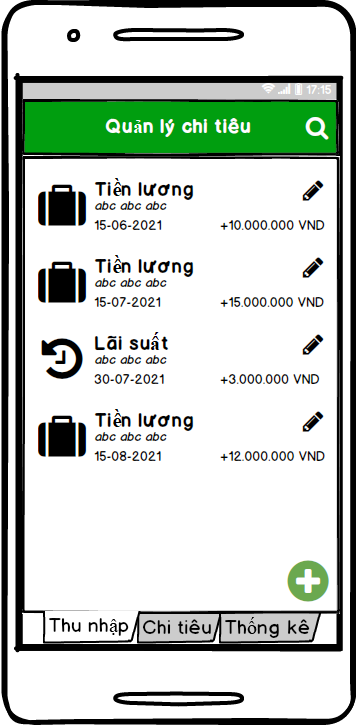 17:15
Quản lý chi tiêu
Tiền lương
abc abc abc
15-06-2021 +10.000.000 VND
Tiền lương
abc abc abc
15-07-2021 +15.000.000 VND
Lãi suất
abc abc abc
30-07-2021 +3.000.000 VND
Tiền lương
abc abc abc
15-08-2021 +12.000.000 VND
Thu nhập Chi tiêu Thống kê